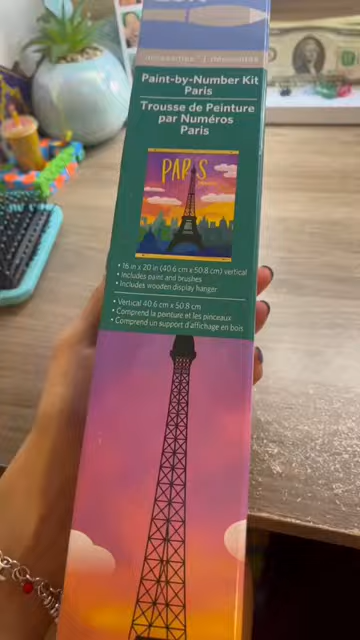 Paint-by-Number Kit
Paris
Trousse de Peinture
par Numéros
Paris
PARIS
• 16 in x 20 in (40.6 cm x 50.8 cm) vertical
• Includes paint and brushes
• Includes wooden display hanger
• Vertical 40.6 cm x 50.8 cm
• Comprend la peinture et les pinceaux
• Comprend un support d'affichage en bois